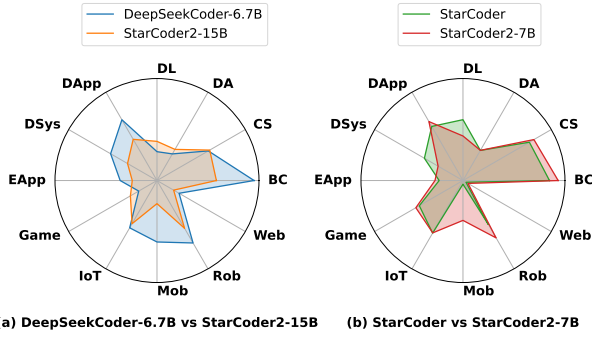 DeepSeekCoder-6.7B
StarCoder2-15B
DL
DA
CS
BC
Web
Rob
Mob
IoT
Game
EApp
DSys
DApp
a) DeepSeekCoder-6.7B vs StarCoder2-15B
StarCoder
StarCoder2-7B
DL
DA
CS
BC
Web
Rob
Mob
IoT
Game
EApp
DSys
DApp
(b) StarCoder vs StarCoder2-7B